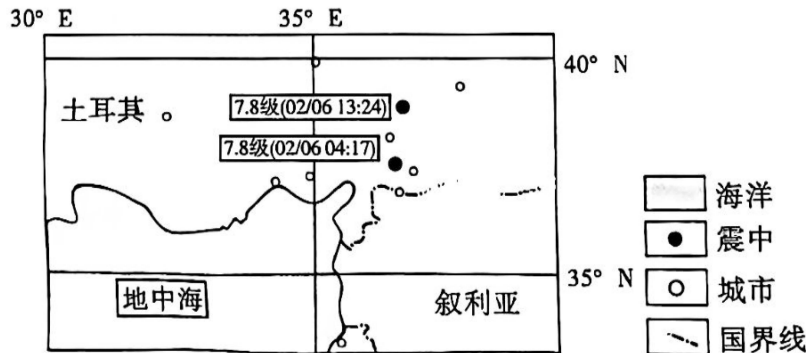 30° E
35° E
40° N
土耳其
7.8级(02/06 13:24)
7.8级(02/06 04:17)
海洋
震中
35° N
地中海
叙利亚
城市
国界线